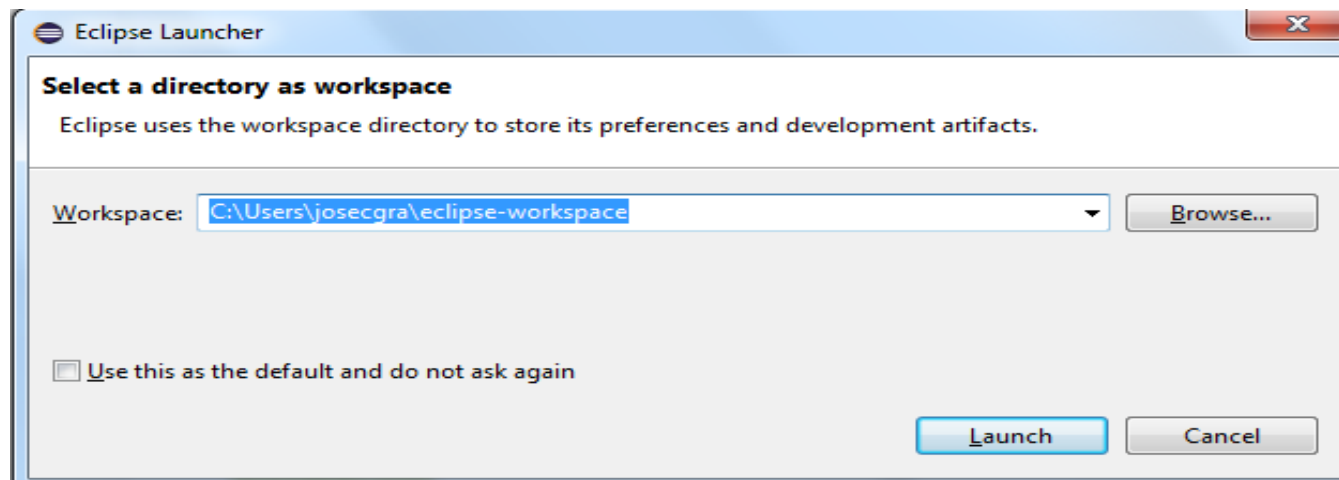 Eclipse Launcher
Select a directory as workspace
Eclipse uses the workspace directory to store its preferences and development artifacts.
Workspace: C:\Users\josecgra\eclipse-workspace Browse...
Use this as the default and do not ask again
Launch Cancel